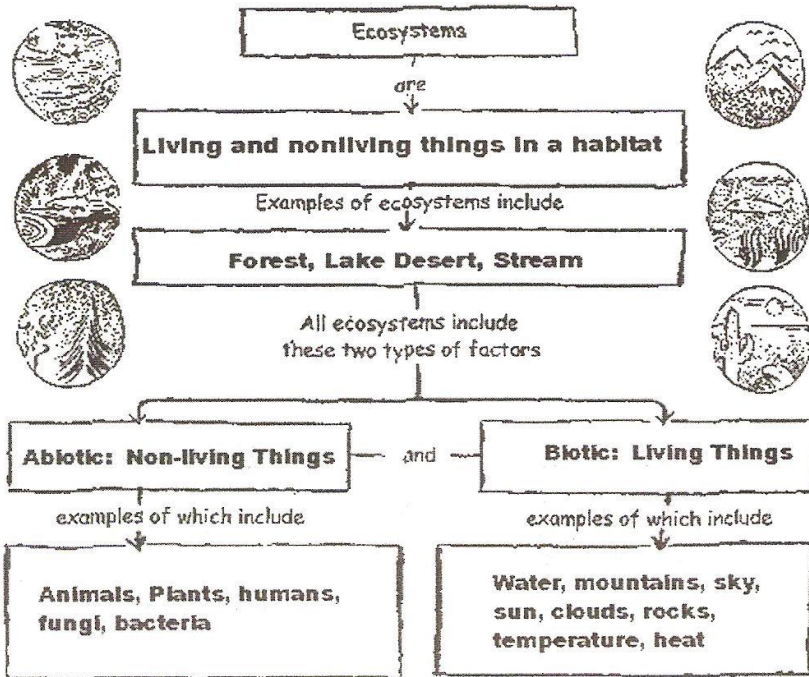 Ecosystems
are
Living and nonliving things in a habitat
Examples of ecosystems include
Forest, Lake Desert, Stream
All ecosystems include
these two types of factors
Abiotic: Non-living Things
and
Biotic: Living Things
examples of which include
examples of which include
Animals, Plants, humans,
fungi, bacteria
Water, mountains, sky,
sun, clouds, rocks,
temperature, heat